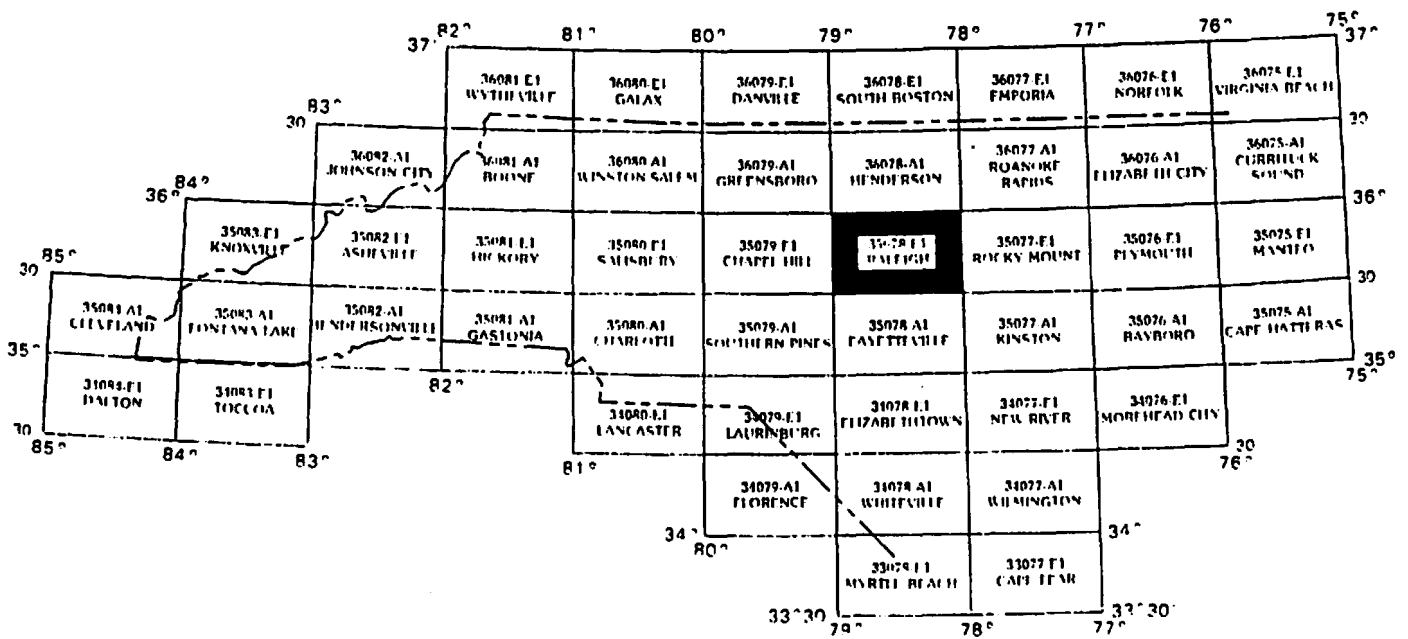 82° 81° 80° 79° 78° 77° 76° 75°
37° 37°
36081-E1 36080-E1 36079-E1 36078-E1 36077-E1 36076-E1 36075-E1
WYTHEVILLE GALAX DANVILLE SOUTH BOSTON EMPORIA NORFOLK VIRGINIA BEACH
83°
30 30
36082-A1 36081-A1 36080-A1 36079-A1 36078-A1 36077-A1 36076-A1 36075-A1
JOHNSON CITY BOONE WINSTON SALEM GREENSBORO HENDERSON ROANOKE RAPIDS ELIZABETH CITY CURRITUCK SOUND
84°
36° 36°
35083-E1 35082-E1 35081-E1 35080-E1 35079-E1 35078-E1 35077-E1 35076-E1 35075-E1
KNOXVILLE ASHEVILLE HICKORY SALISBURY CHAPEL HILL RALEIGH ROCKY MOUNT PLYMOUTH MANTEO
85°
30 30
35084-A1 35083-A1 35082-A1 35081-A1 35080-A1 35079-A1 35078-A1 35077-A1 35076-A1 35075-A1
CLEVELAND FONTANA LAKE HENDERSONVILLE GASTONIA CHARLOTTE SOUTHERN PINES FAYETTEVILLE KINSTON BAYBORO CAPE HATTERAS
35° 35°
82° 75°
34084-E1 34083-E1 34080-E1 34079-E1 34078-E1 34077-E1 34076-E1
DALTON TOCCOA LANCASTER LAURINBURG ELIZABETHTOWN NEW RIVER MOREHEAD CITY
30 30
85° 84° 83° 81° 76°
34079-A1 34078-A1 34077-A1
FLORENCE WHITEVILLE WILMINGTON
34° 34°
80°
33078-E1 33077-E1
MYRTLE BEACH CAPE FEAR
33°30' 33°30'
79° 78° 77°